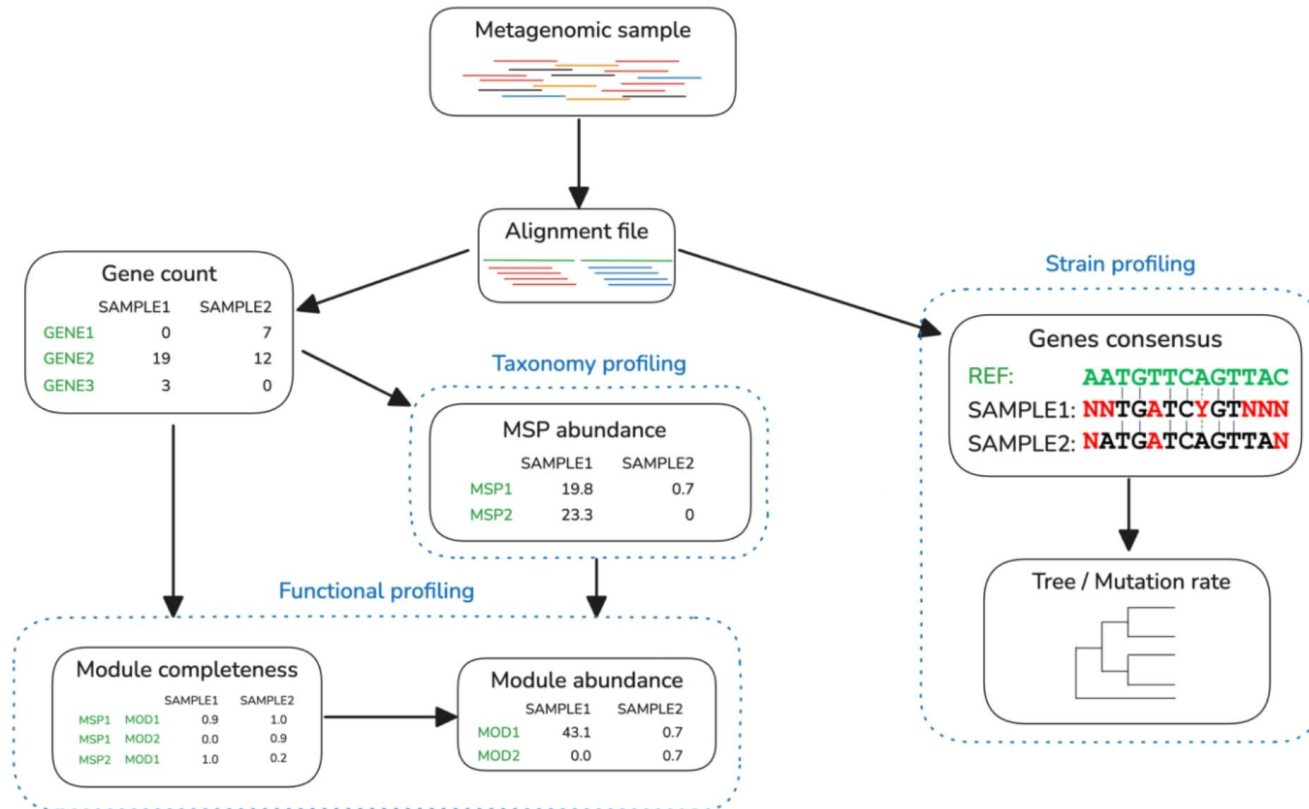 Metagenomic sample
Alignment file
Gene count
SAMPLE1 SAMPLE2
GENE1 0 7
GENE2 19 12
GENE3 3 0
Taxonomy profiling
MSP abundance
SAMPLE1 SAMPLE2
MSP1 19.8 0.7
MSP2 23.3 0
Strain profiling
Genes consensus
REF: AATGTTCAGTTAC
SAMPLE1: NNTGATCYGTNNN
SAMPLE2: NATGATCAGTTAN
Tree / Mutation rate
Functional profiling
Module completeness
SAMPLE1 SAMPLE2
MSP1 MOD1 0.9 1.0
MSP1 MOD2 0.0 0.9
MSP2 MOD1 1.0 0.2
Module abundance
SAMPLE1 SAMPLE2
MOD1 43.1 0.7
MOD2 0.0 0.7